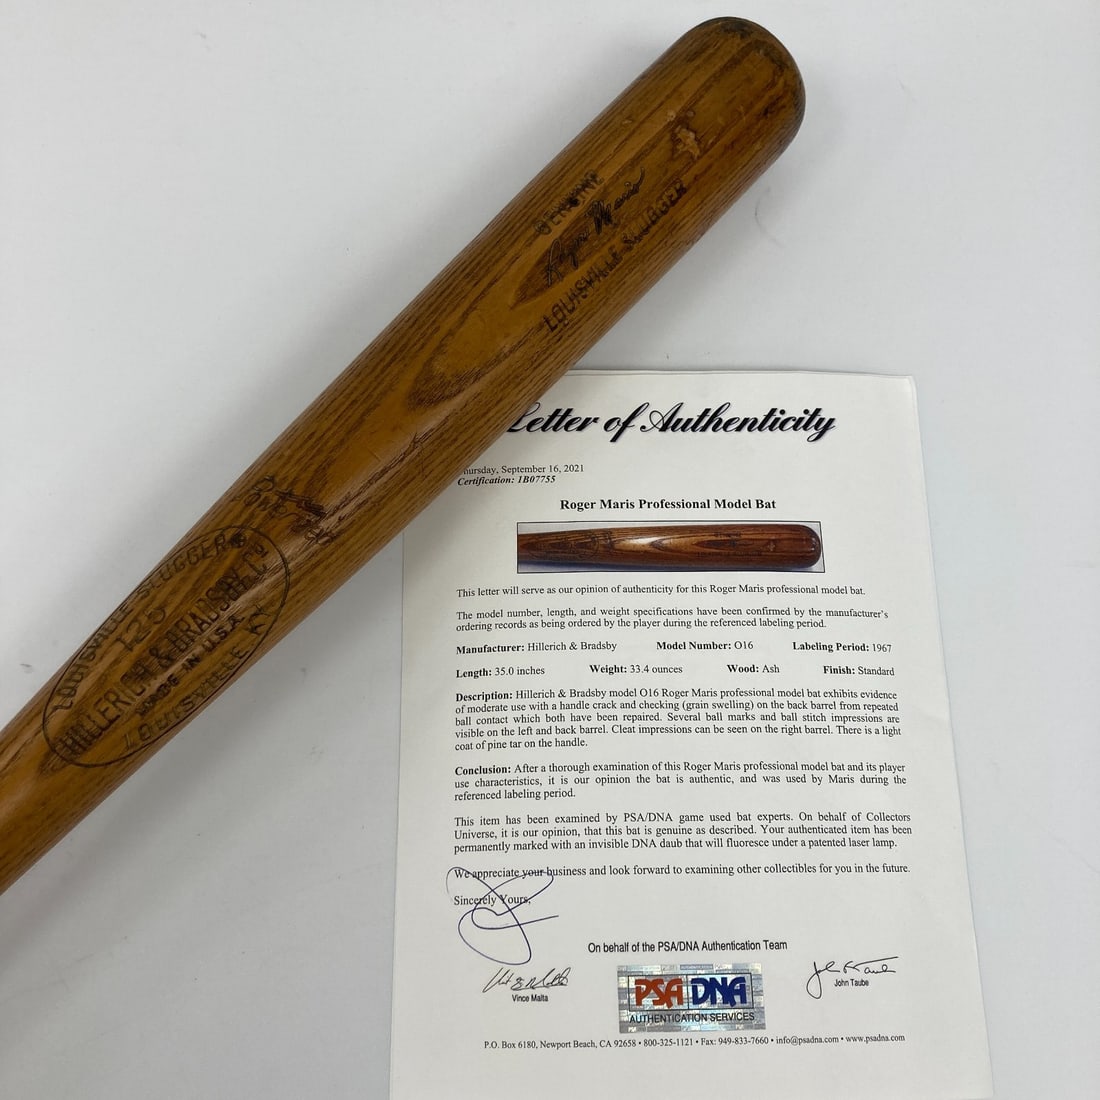 GENUINE
Roger Maris
LOUISVILLE SLUGGER
LOUISVILLE SLUGGER
125
HILLERICH & BRADSBY Co
MADE IN U.S.A.
LOUISVILLE, KY.
Letter of Authenticity
hursday, September 16, 2021
Certification: 1B07755
Roger Maris Professional Model Bat
This letter will serve as our opinion of authenticity for this Roger Maris professional model bat.
The model number, length, and weight specifications have been confirmed by the manufacturer's
ordering records as being ordered by the player during the referenced labeling period.
Manufacturer: Hillerich & Bradsby Model Number: O16 Labeling Period: 1967
Length: 35.0 inches Weight: 33.4 ounces Wood: Ash Finish: Standard
Description: Hillerich & Bradsby model O16 Roger Maris professional model bat exhibits evidence
of moderate use with a handle crack and checking (grain swelling) on the back barrel from repeated
ball contact which both have been repaired. Several ball marks and ball stitch impressions are
visible on the left and back barrel. Cleat impressions can be seen on the right barrel. There is a light
coat of pine tar on the handle.
Conclusion: After a thorough examination of this Roger Maris professional model bat and its player
use characteristics, it is our opinion the bat is authentic, and was used by Maris during the
referenced labeling period.
This item has been examined by PSA/DNA game used bat experts. On behalf of Collectors
Universe, it is our opinion, that this bat is genuine as described. Your authenticated item has been
permanently marked with an invisible DNA daub that will fluoresce under a patented laser lamp.
We appreciate your business and look forward to examining other collectibles for you in the future.
Sincerely Yours,
On behalf of the PSA/DNA Authentication Team
Vince Malta
John Taube
PSA DNA
AUTHENTICATION SERVICES
P.O. Box 6180, Newport Beach, CA 92658 • 800-325-1121 • Fax: 949-833-7660 • info@psadna.com • www.psadna.com